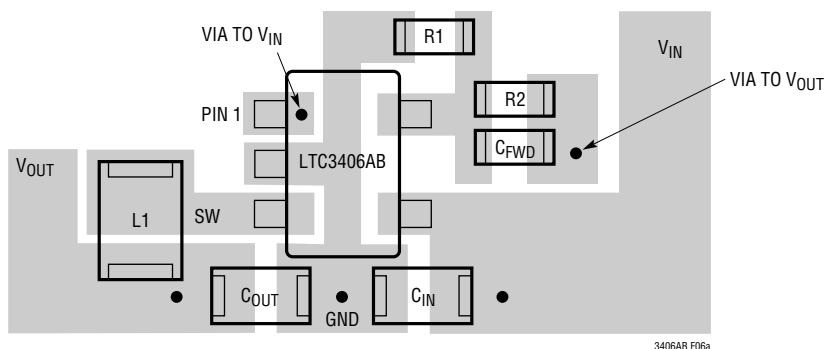 VIA TO VIN
R1
VIN
PIN 1
R2
VIA TO VOUT
LTC3406AB
CFWD
VOUT
L1
SW
COUT
GND
CIN
3406AB F06a